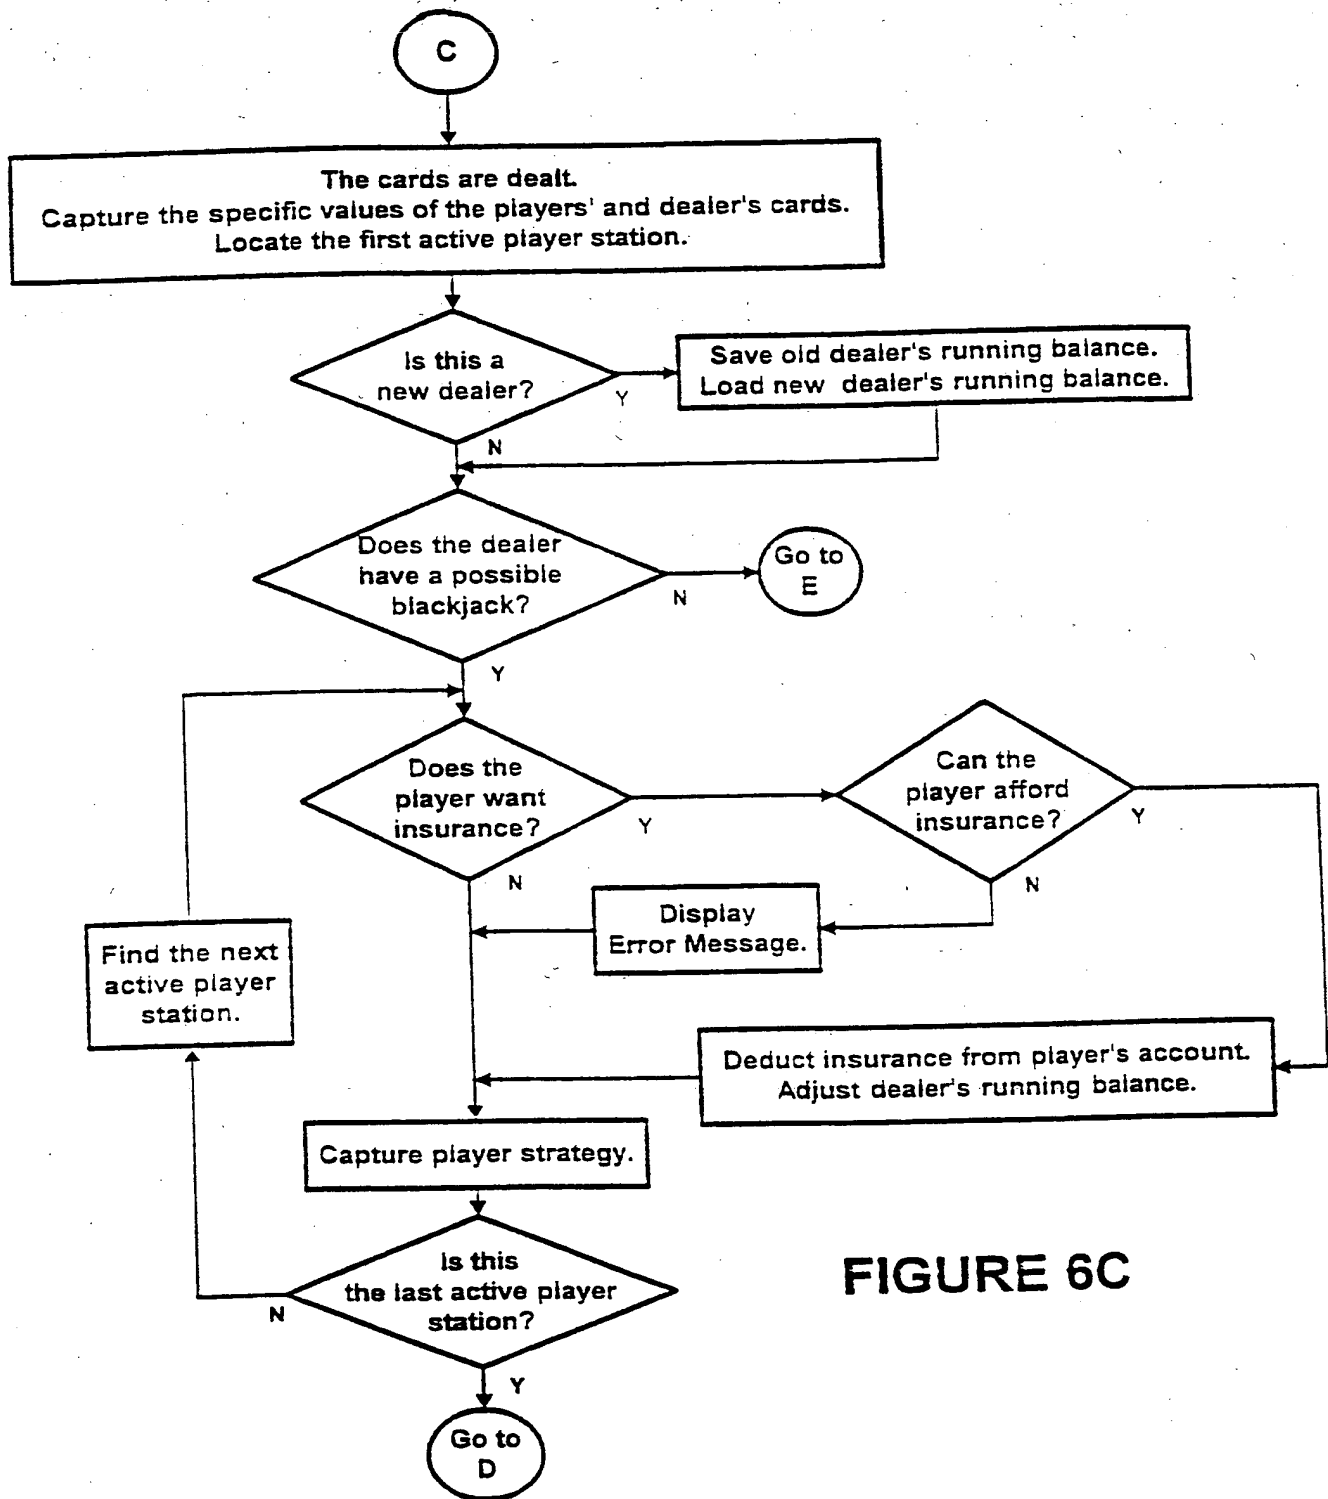 C
The cards are dealt.
Capture the specific values of the players' and dealer's cards.
Locate the first active player station.
Is this a
new dealer?
Y
Save old dealer's running balance.
Load new dealer's running balance.
N
Does the dealer
have a possible
blackjack?
N
Go to
E
Y
Does the
player want
insurance?
Y
Can the
player afford
insurance?
Y
N
N
Display
Error Message.
Find the next
active player
station.
Deduct insurance from player's account.
Adjust dealer's running balance.
Capture player strategy.
Is this
the last active player
station?
N
FIGURE 6C
Y
Go to
D